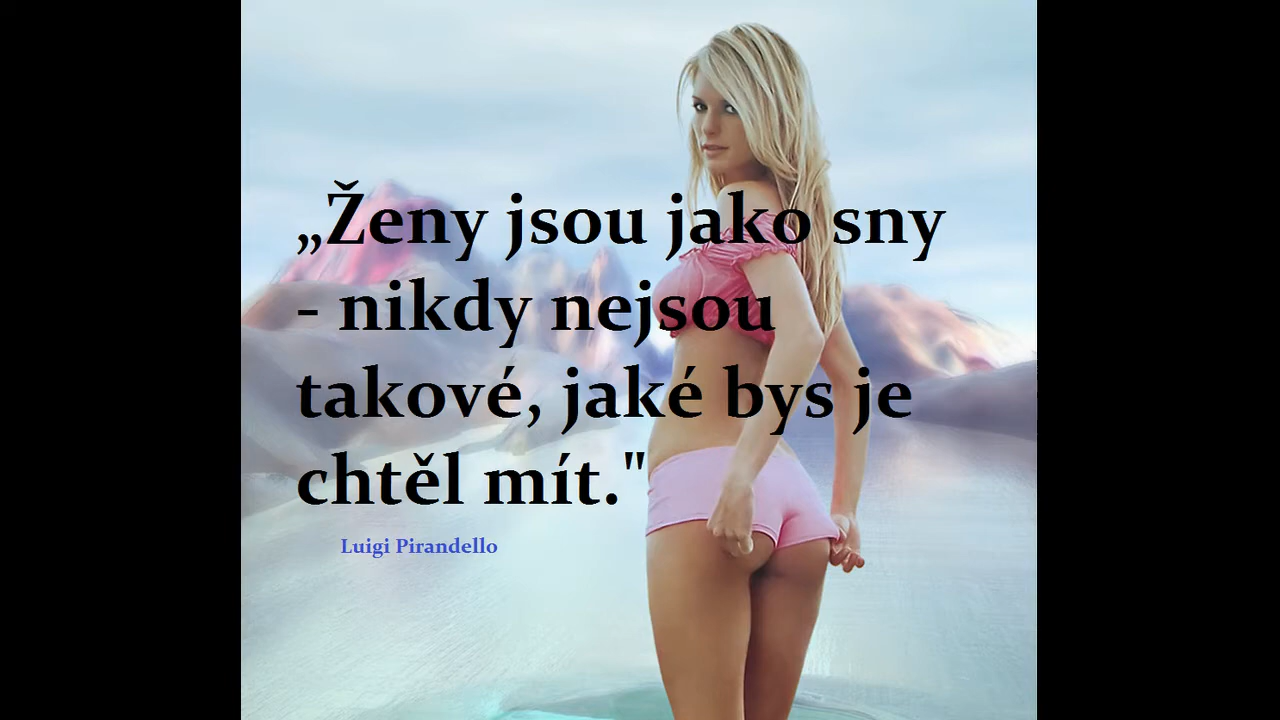 „Ženy jsou jako sny
- nikdy nejsou
takové, jaké bys je
chtěl mít."
Luigi Pirandello